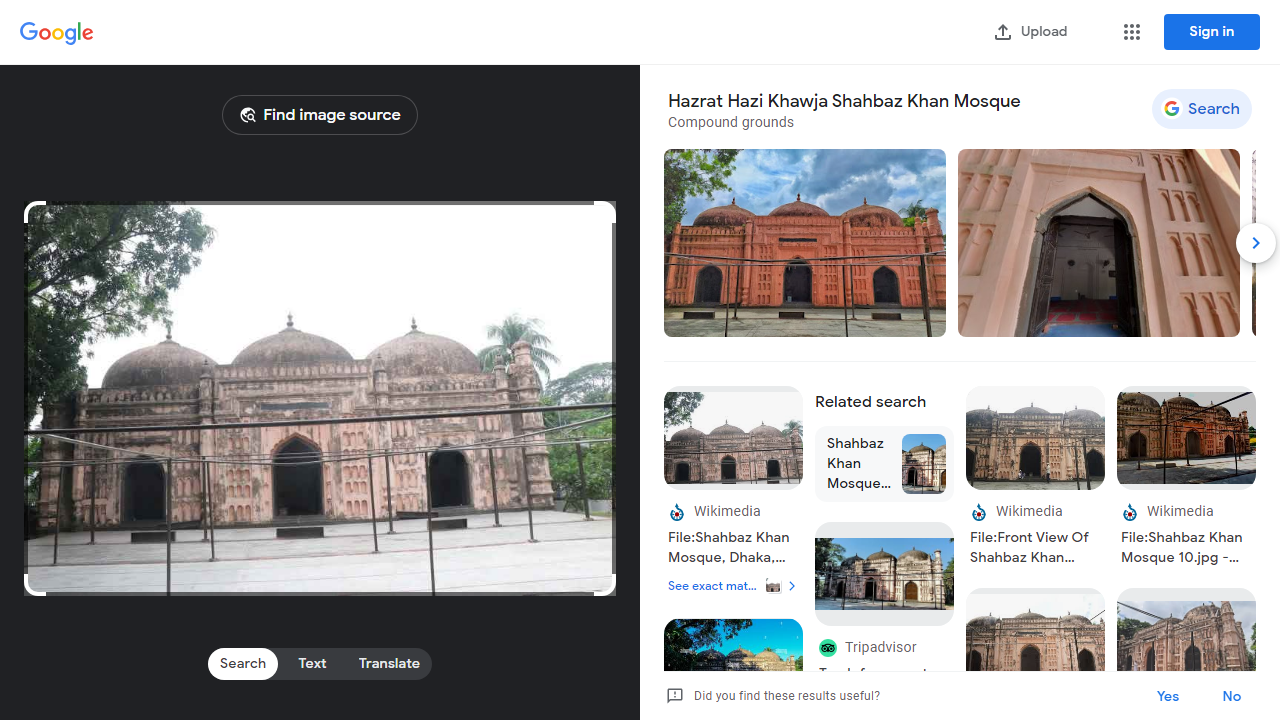 Google
Upload
Sign in
Find image source
Search
Text
Translate
Hazrat Hazi Khawja Shahbaz Khan Mosque
Compound grounds
Search
Wikimedia
File:Shahbaz Khan
Mosque, Dhaka,...
See exact mat...
Related search
Shahbaz
Khan
Mosque...
Tripadvisor
Wikimedia
File:Front View Of
Shahbaz Khan...
Wikimedia
File:Shahbaz Khan
Mosque 10.jpg -...
Did you find these results useful?
Yes
No